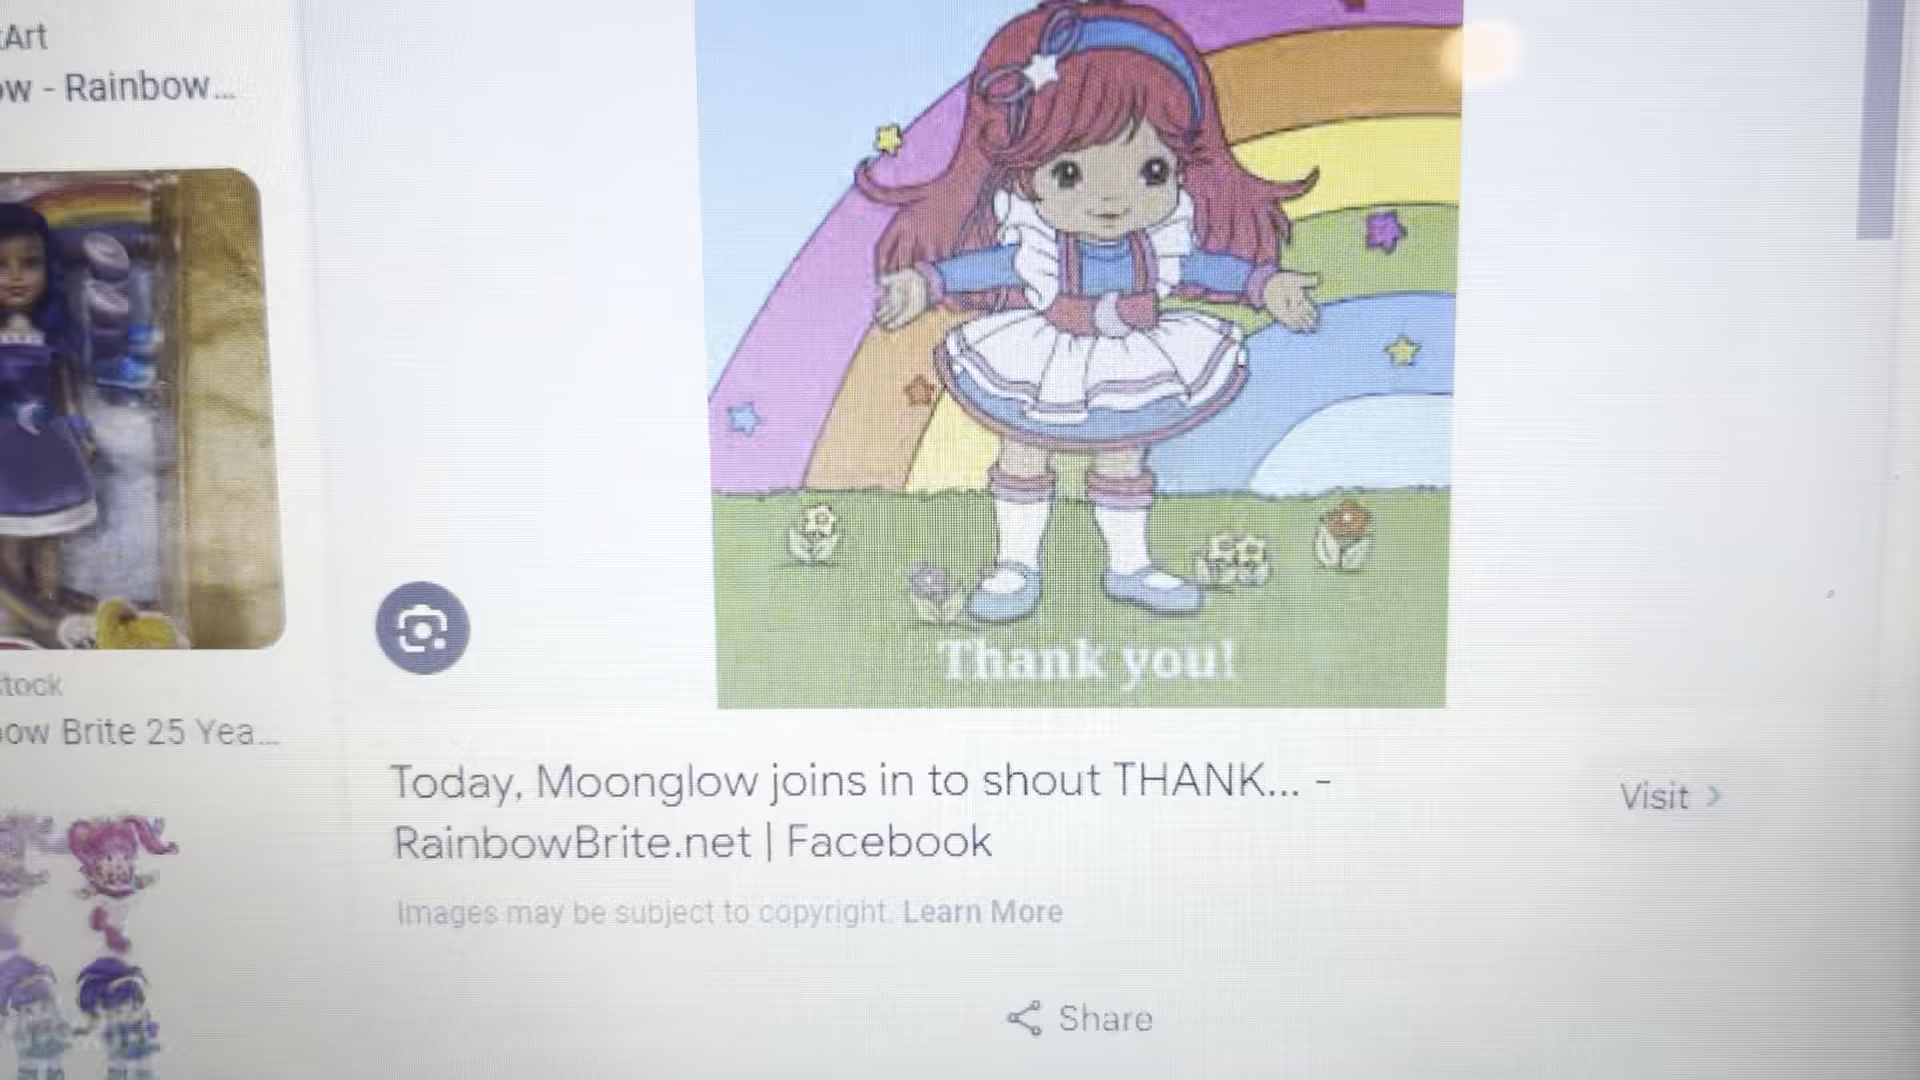 tArt
ow - Rainbow...
Thank you!
tock
ow Brite 25 Yea...
Today, Moonglow joins in to shout THANK... -
RainbowBrite.net | Facebook
Visit >
Images may be subject to copyright. Learn More
Share